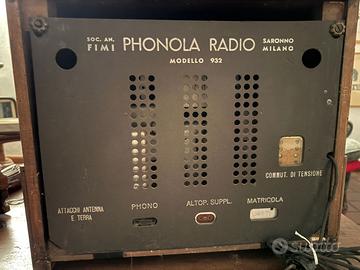 SOC. AN.
FIMI
PHONOLA RADIO
SARONNO
MILANO
MODELLO 932
COMMUT. DI TENSIONE
ATTACCHI ANTENNA
E TERRA
PHONO
ALTOP. SUPPL.
MATRICOLA
subito